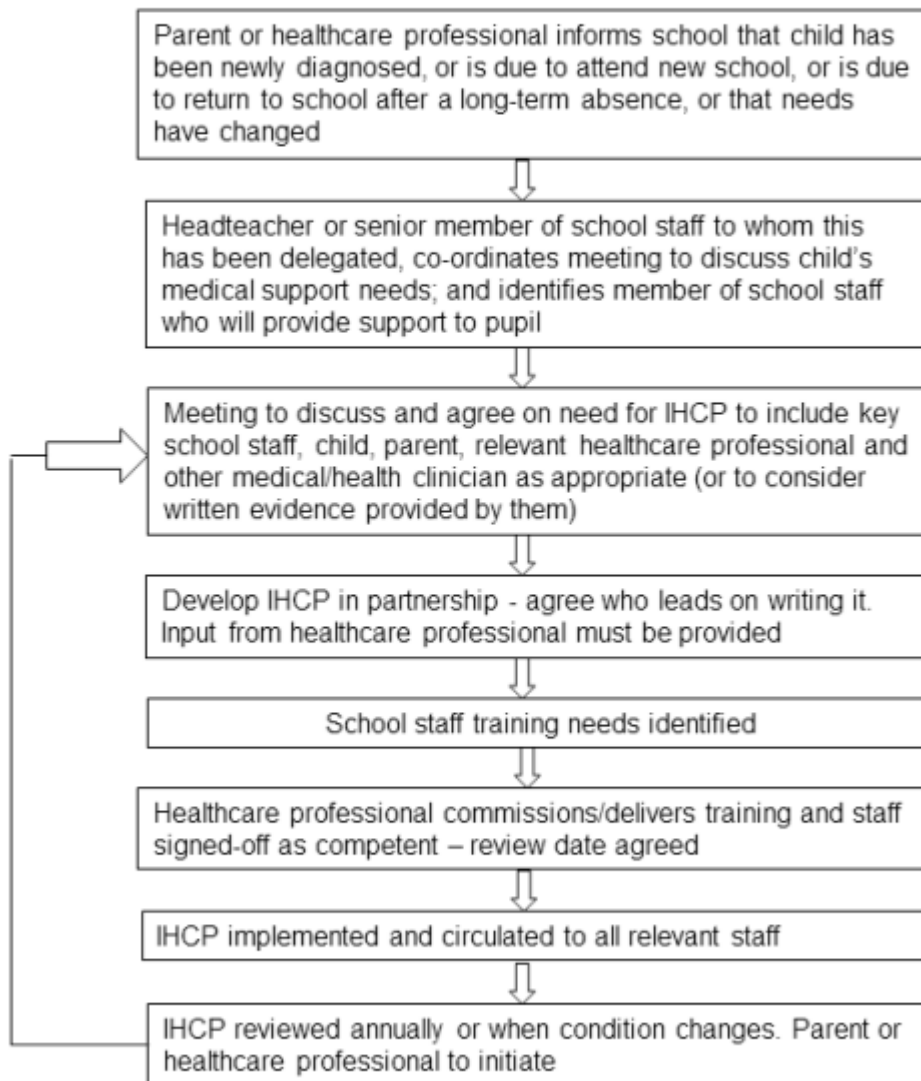 Parent or healthcare professional informs school that child has
been newly diagnosed, or is due to attend new school, or is due
to return to school after a long-term absence, or that needs
have changed
Headteacher or senior member of school staff to whom this
has been delegated, co-ordinates meeting to discuss child's
medical support needs; and identifies member of school staff
who will provide support to pupil
Meeting to discuss and agree on need for IHCP to include key
school staff, child, parent, relevant healthcare professional and
other medical/health clinician as appropriate (or to consider
written evidence provided by them)
Develop IHCP in partnership - agree who leads on writing it.
Input from healthcare professional must be provided
School staff training needs identified
Healthcare professional commissions/delivers training and staff
signed-off as competent – review date agreed
IHCP implemented and circulated to all relevant staff
IHCP reviewed annually or when condition changes. Parent or
healthcare professional to initiate